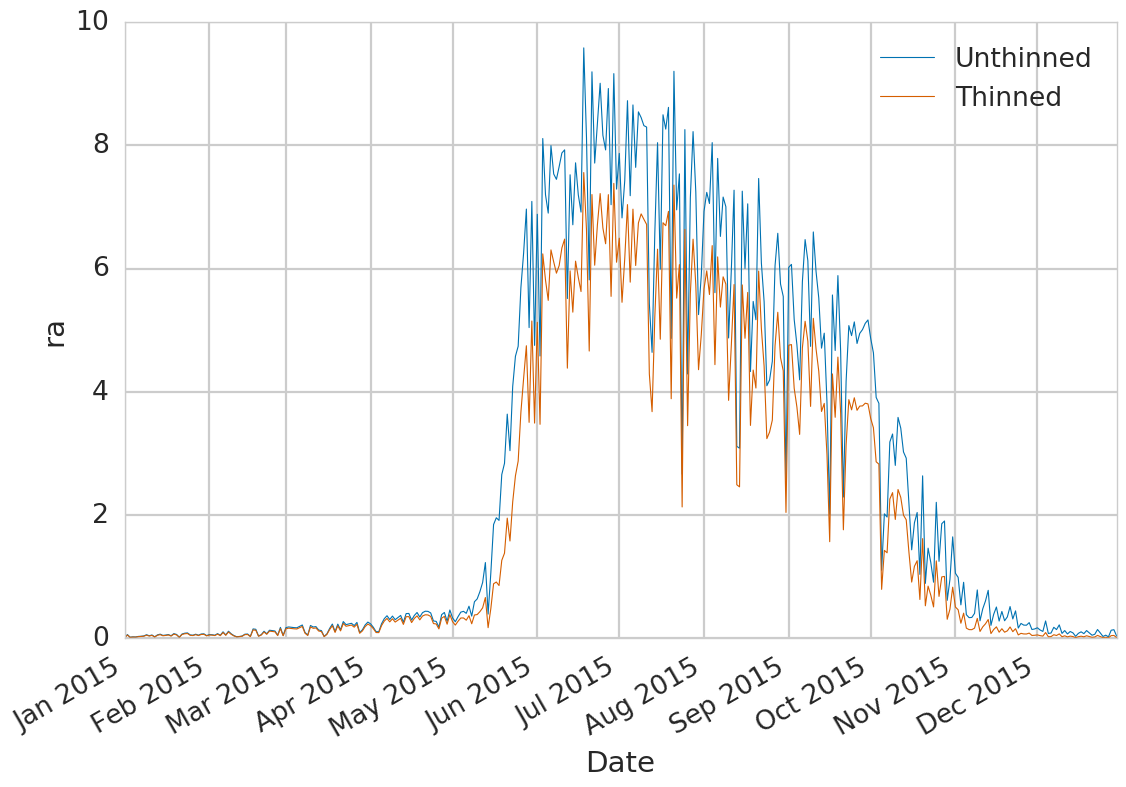 10
8
6
4
2
0
ra
Unthinned
Thinned
Jan 2015
Feb 2015
Mar 2015
Apr 2015
May 2015
Jun 2015
Jul 2015
Aug 2015
Sep 2015
Oct 2015
Nov 2015
Dec 2015
Date